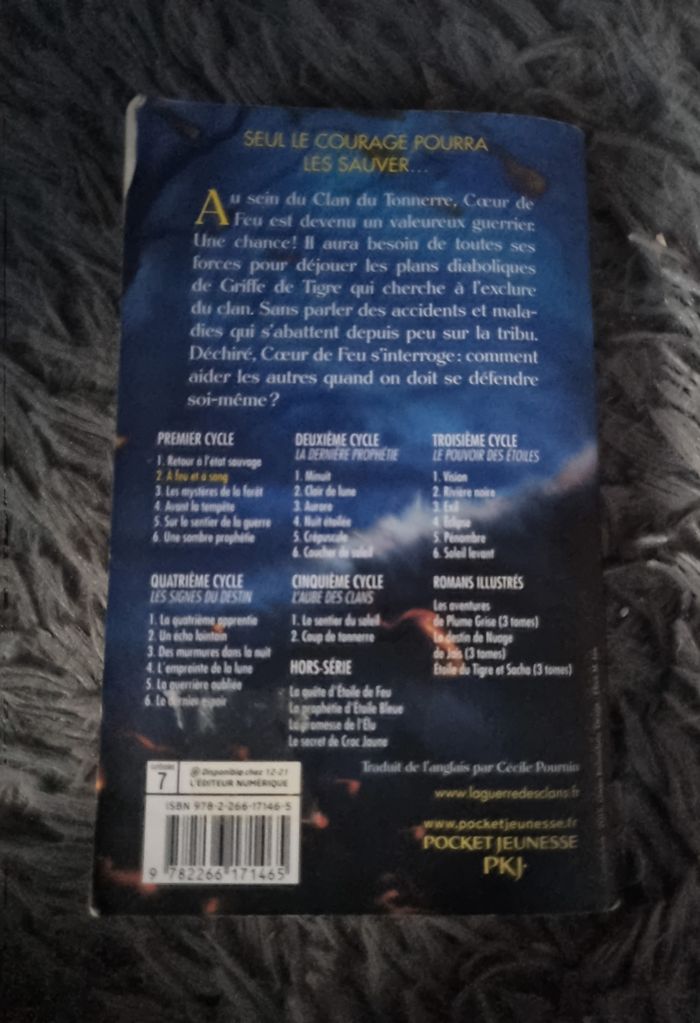 SEUL LE COURAGE POURRA
LES SAUVER...
Au sein du Clan du Tonnerre, Cœur de
Feu est devenu un valeureux guerrier.
Une chance! Il aura besoin de toutes ses
forces pour déjouer les plans diaboliques
de Griffe de Tigre qui cherche à l'exclure
du clan. Sans parler des accidents et mala-
dies qui s'abattent depuis peu sur la tribu.
Déchiré, Cœur de Feu s'interroge : comment
aider les autres quand on doit se défendre
soi-même ?
PREMIER CYCLE
1. Retour à l'état sauvage
2. À feu et à sang
3. Les mystères de la forêt
4. Avant la tempête
5. Sur le sentier de la guerre
6. Une sombre prophétie
DEUXIÈME CYCLE
LA DERNIÈRE PROPHÉTIE
1. Minuit
2. Clair de lune
3. Aurore
4. Nuit étoilée
5. Crépuscule
6. Coucher de soleil
TROISIÈME CYCLE
LE POUVOIR DES ÉTOILES
1. Vision
2. Rivière noire
3. Exil
4. Éclipse
5. Pénombre
6. Soleil levant
QUATRIÈME CYCLE
LES SIGNES DU DESTIN
1. La quatrième apprentie
2. Un écho lointain
3. Des murmures dans la nuit
4. L'empreinte de la lune
5. La guerrière oubliée
6. Le dernier espoir
CINQUIÈME CYCLE
L'AUBE DES CLANS
1. Le sentier du soleil
2. Coup de tonnerre
HORS-SÉRIE
La quête d'Étoile de Feu
La prophétie d'Étoile Bleue
La promesse de l'Élu
Le secret de Croc Jaune
ROMANS ILLUSTRÉS
Les aventures
de Plume Grise (3 tomes)
Le destin de Nuage
de Jais (3 tomes)
Étoile du Tigre et Sacha (3 tomes)
Traduit de l'anglais par Cécile Pournin
www.laguerredesclans.fr
www.pocketjeunesse.fr
POCKET JEUNESSE
PKJ·
7
Disponible chez 12-21
L'ÉDITEUR NUMÉRIQUE
ISBN 978-2-266-17146-5
9 782266 171465